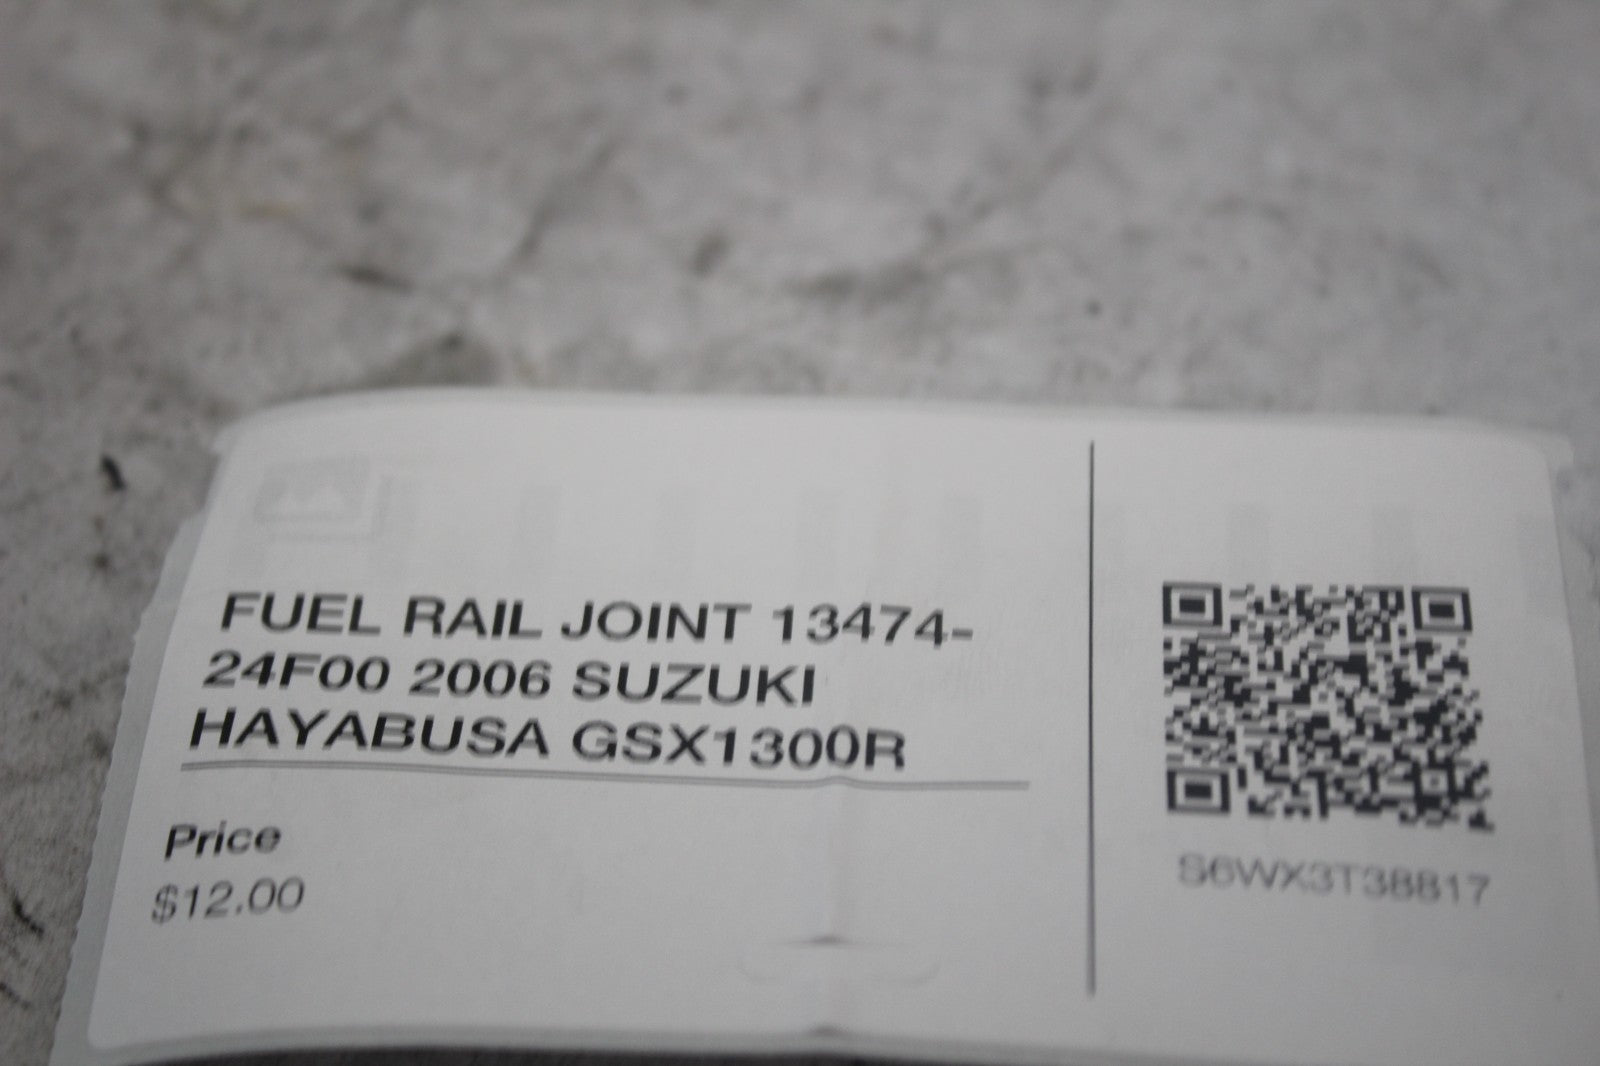 FUEL RAIL JOINT 13474-
24F00 2006 SUZUKI
HAYABUSA GSX1300R
Price
$12.00
S6WX3T38817